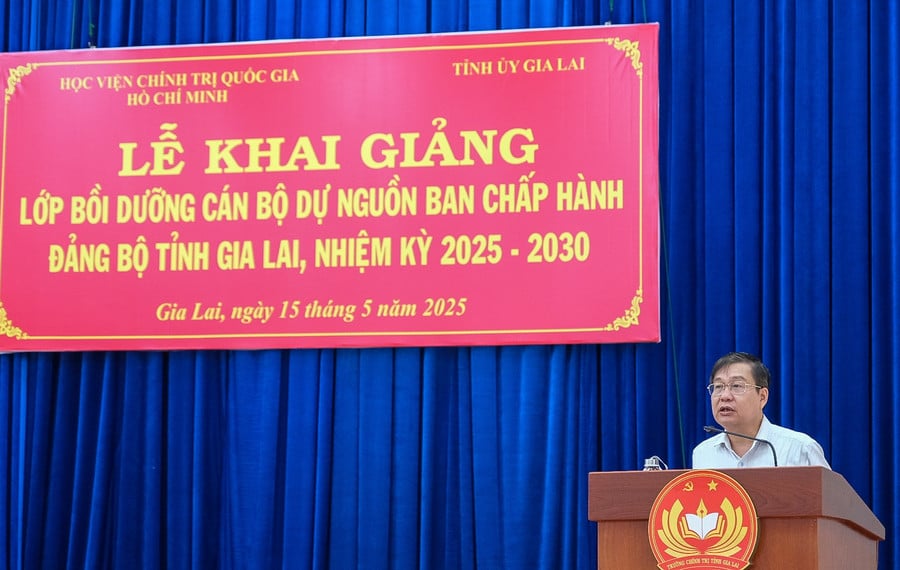 HỌC VIỆN CHÍNH TRỊ QUỐC GIA
HỒ CHÍ MINH
TỈNH ỦY GIA LAI
LỄ KHAI GIẢNG
LỚP BỒI DƯỠNG CÁN BỘ DỰ NGUỒN BAN CHẤP HÀNH
ĐẢNG BỘ TỈNH GIA LAI, NHIỆM KỲ 2025 - 2030
Gia Lai, ngày 15 tháng 5 năm 2025
TRƯỜNG CHÍNH TRỊ TỈNH GIA LAI